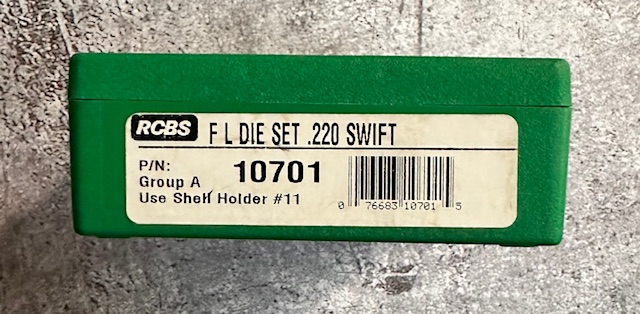 RCBS F L DIE SET .220 SWIFT
P/N: 10701
Group A
Use Shell Holder #11
0 76683 10701 5